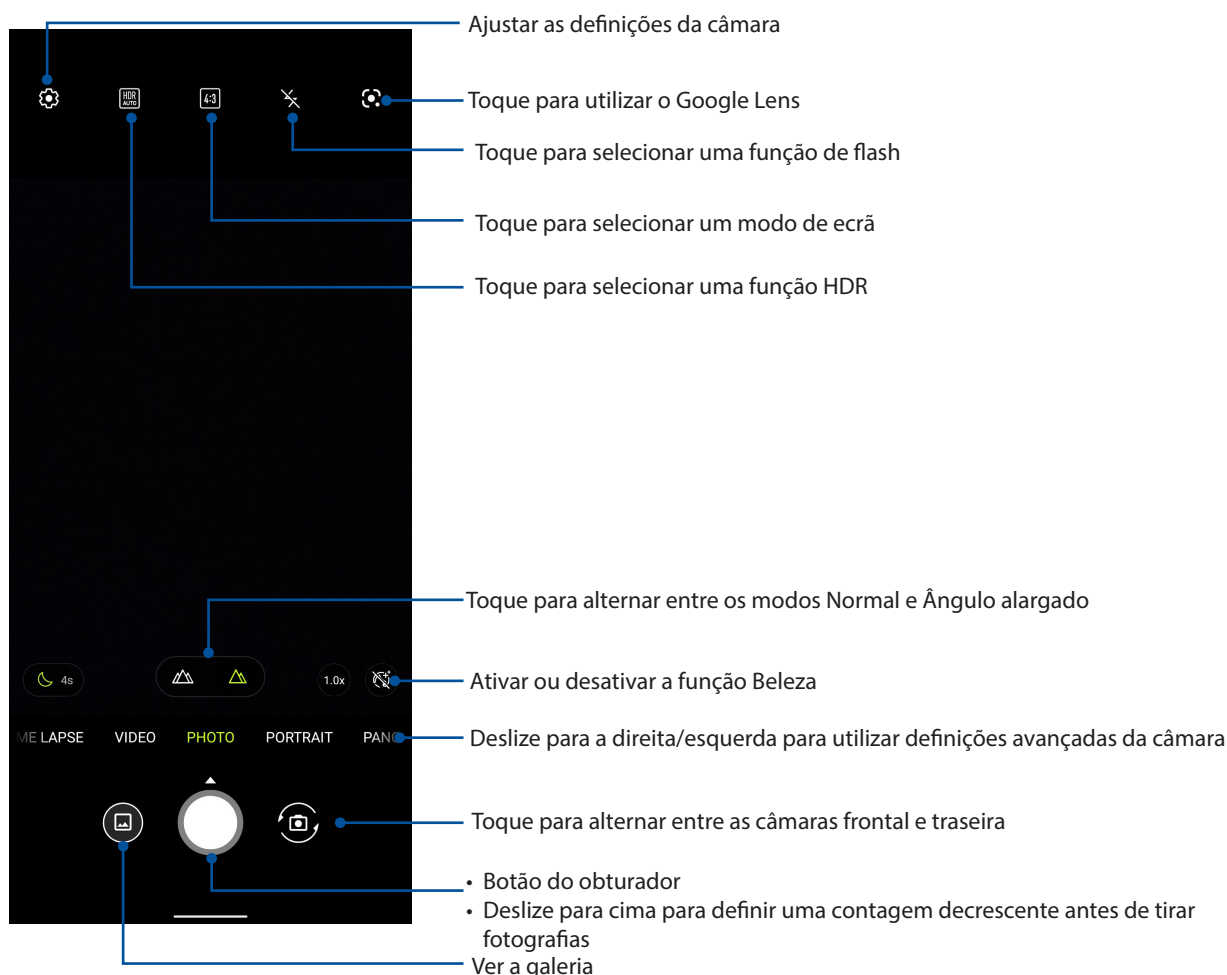 Ajustar as definições da câmara
HDR
AUTO
4:3
Toque para utilizar o Google Lens
Toque para selecionar uma função de flash
Toque para selecionar um modo de ecrã
Toque para selecionar uma função HDR
Toque para alternar entre os modos Normal e Ângulo alargado
4s
1.0x
Ativar ou desativar a função Beleza
ME LAPSE VIDEO PHOTO PORTRAIT PANO
Deslize para a direita/esquerda para utilizar definições avançadas da câmara
Toque para alternar entre as câmaras frontal e traseira
• Botão do obturador
• Deslize para cima para definir uma contagem decrescente antes de tirar
fotografias
Ver a galeria